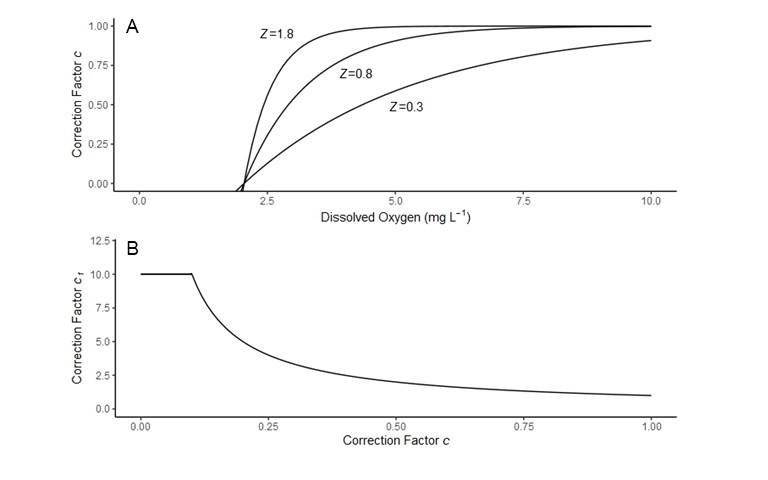 A
Correction Factor c
1.00
0.75
0.50
0.25
0.00
Z=1.8
Z=0.8
Z=0.3
0.0 2.5 5.0 7.5 10.0
Dissolved Oxygen (mg L⁻¹)
B
Correction Factor c f
12.5
10.0
7.5
5.0
2.5
0.0
0.00 0.25 0.50 0.75 1.00
Correction Factor c